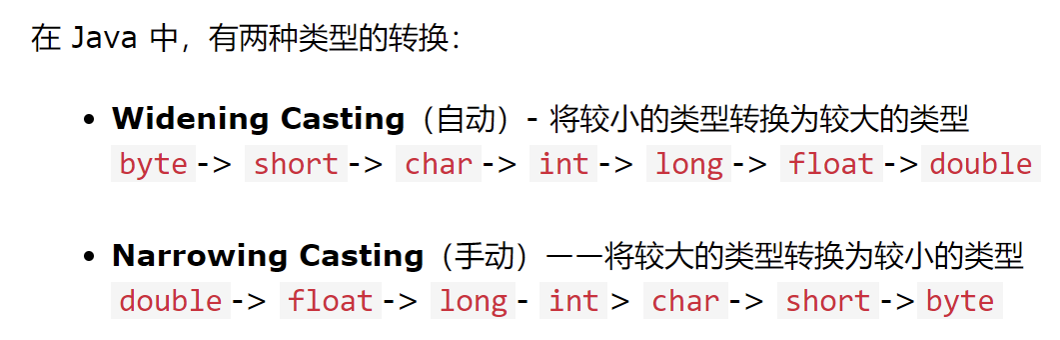 在 Java 中，有两种类型的转换：
• Widening Casting（自动）- 将较小的类型转换为较大的类型
byte -> short -> char -> int -> long -> float -> double
• Narrowing Casting（手动）——将较大的类型转换为较小的类型
double -> float -> long - int > char -> short -> byte